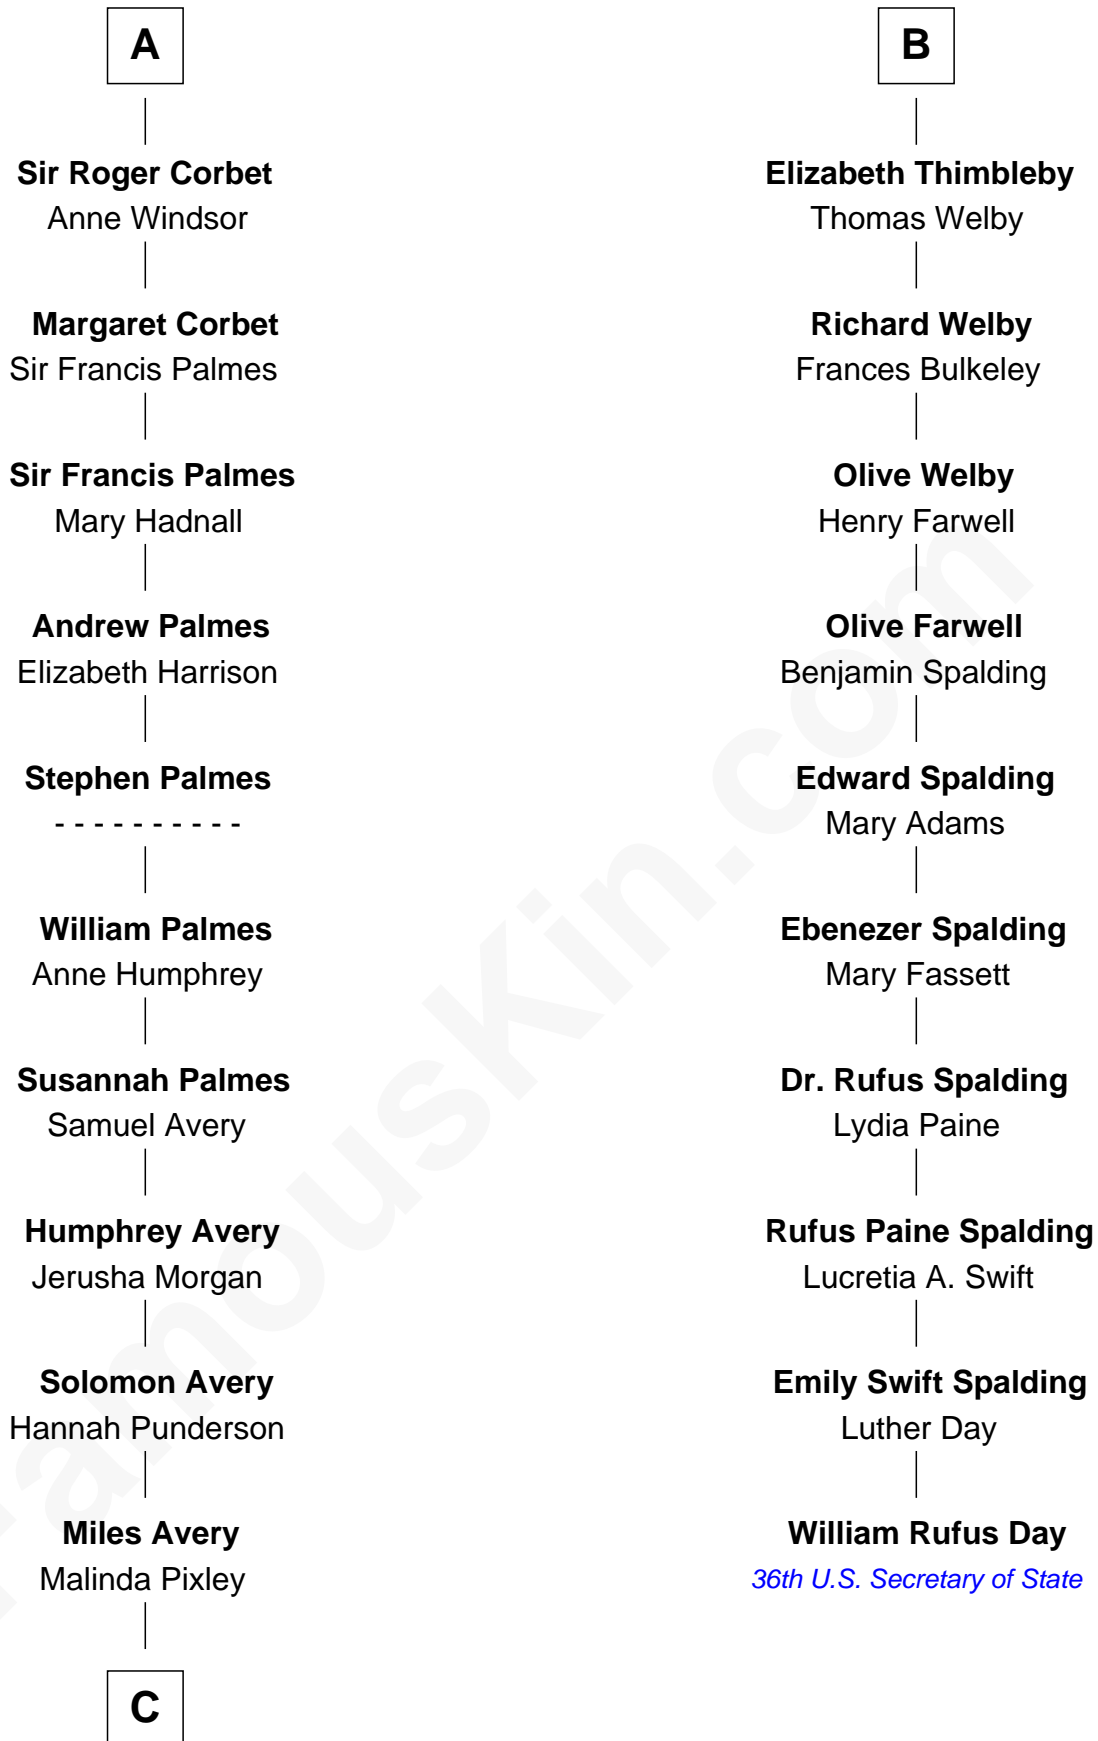 A
Sir Roger Corbet
Anne Windsor
Margaret Corbet
Sir Francis Palmes
Sir Francis Palmes
Mary Hadnall
Andrew Palmes
Elizabeth Harrison
Stephen Palmes
- - - - - - - - - -
William Palmes
Anne Humphrey
Susannah Palmes
Samuel Avery
Humphrey Avery
Jerusha Morgan
Solomon Avery
Hannah Punderson
Miles Avery
Malinda Pixley
C
B
Elizabeth Thimbleby
Thomas Welby
Richard Welby
Frances Bulkeley
Olive Welby
Henry Farwell
Olive Farwell
Benjamin Spalding
Edward Spalding
Mary Adams
Ebenezer Spalding
Mary Fassett
Dr. Rufus Spalding
Lydia Paine
Rufus Paine Spalding
Lucretia A. Swift
Emily Swift Spalding
Luther Day
William Rufus Day
36th U.S. Secretary of State
FamousKin.com